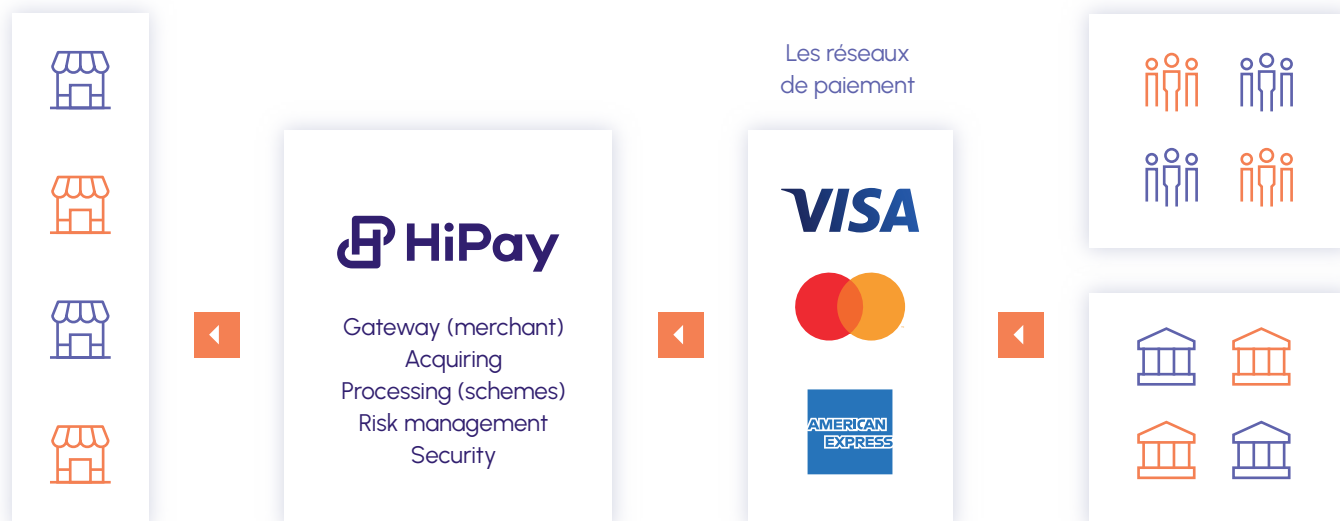 HiPay
Gateway (merchant)
Acquiring
Processing (schemes)
Risk management
Security
Les réseaux
de paiement
VISA
AMERICAN
EXPRESS